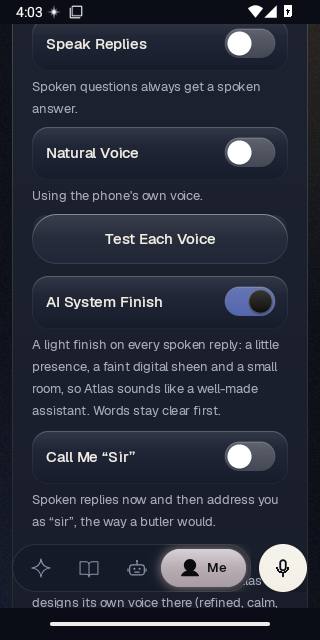 4:03
Speak Replies
Spoken questions always get a spoken
answer.
Natural Voice
Using the phone's own voice.
Test Each Voice
AI System Finish
A light finish on every spoken reply: a little
presence, a faint digital sheen and a small
room, so Atlas sounds like a well-made
assistant. Words stay clear first.
Call Me “Sir”
Spoken replies now and then address you
as “sir”, the way a butler would.
Me
designs its own voice there (refined, calm,